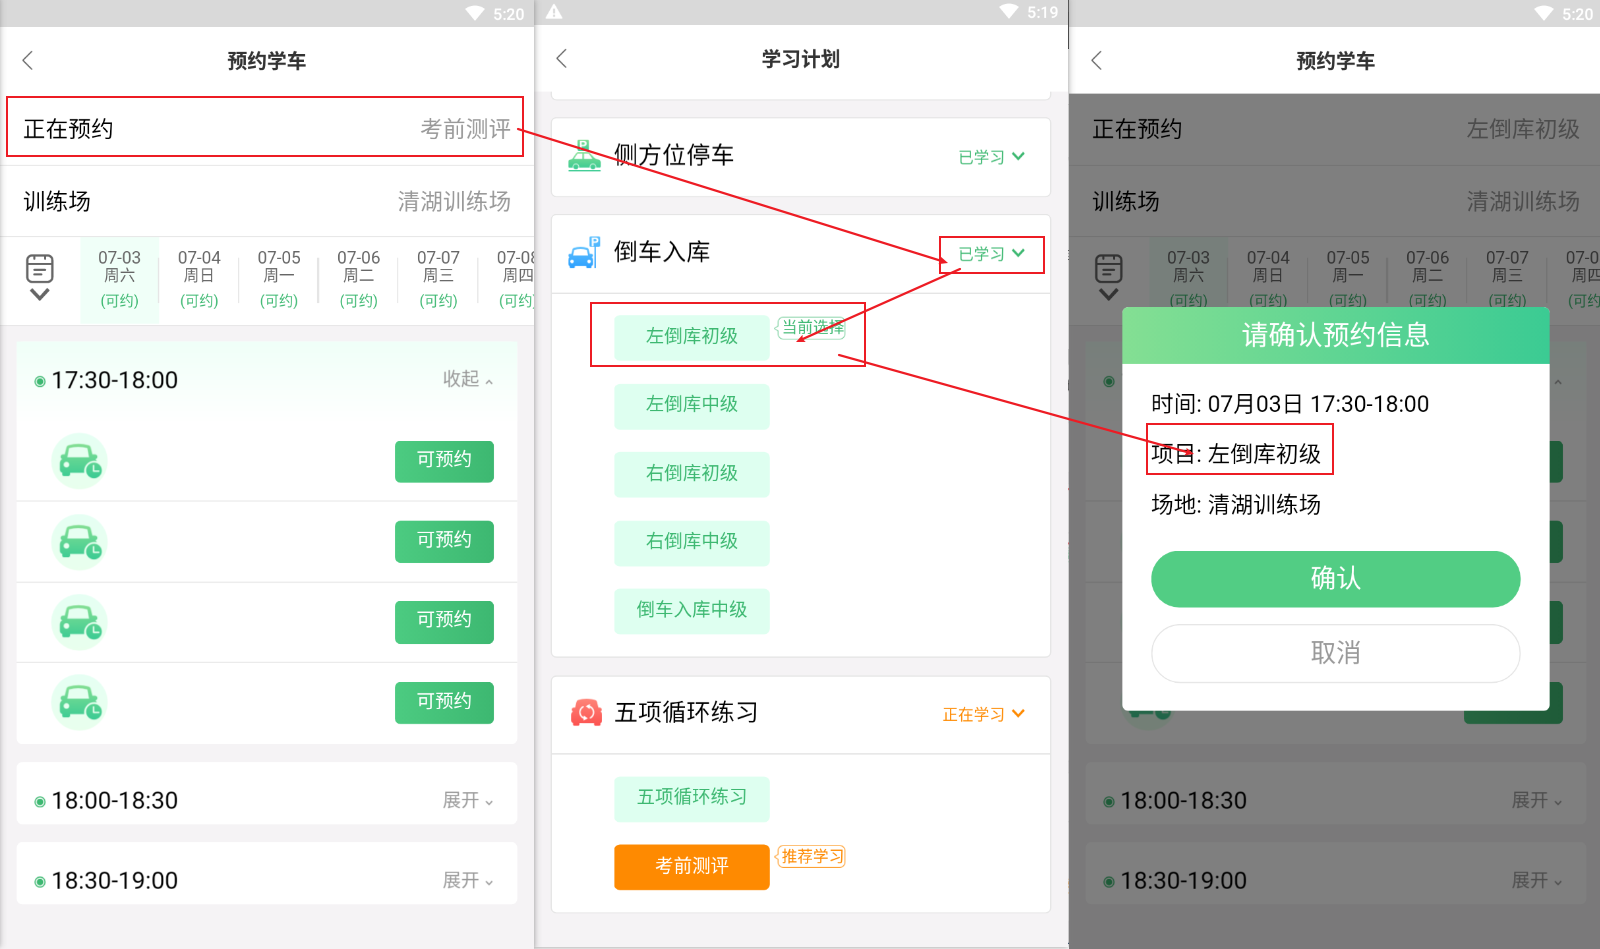 5:20
预约学车
正在预约 考前测评
训练场 清湖训练场
07-03 07-04 07-05 07-06 07-07 07-08
周六 周日 周一 周二 周三 周四
(可约) (可约) (可约) (可约) (可约) (可约)
17:30-18:00 收起
可预约
可预约
可预约
可预约
18:00-18:30 展开
18:30-19:00 展开
5:19
学习计划
侧方位停车 已学习
倒车入库 已学习
左倒库初级 当前选择
左倒库中级
右倒库初级
右倒库中级
倒车入库中级
五项循环练习 正在学习
五项循环练习
考前测评 推荐学习
5:20
预约学车
正在预约 左倒库初级
训练场 清湖训练场
07-03 07-04 07-05 07-06 07-07 07-0
周六 周日 周一 周二 周三 周四
(可约) (可约) (可约) (可约) (可约) (可约
请确认预约信息
时间: 07月03日 17:30-18:00
项目: 左倒库初级
场地: 清湖训练场
确认
取消
18:00-18:30 展开
18:30-19:00 展开